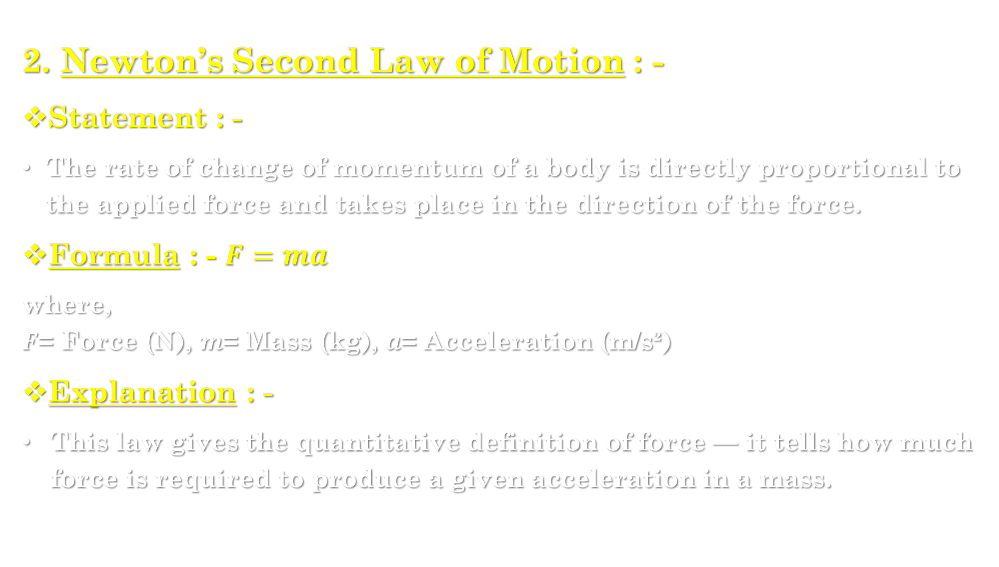 2. Newton’s Second Law of Motion : -
❖Statement : -
• The rate of change of momentum of a body is directly proportional to
the applied force and takes place in the direction of the force.
❖Formula : - F = ma
where,
F= Force (N), m= Mass (kg), a= Acceleration (m/s²)
❖Explanation : -
• This law gives the quantitative definition of force — it tells how much
force is required to produce a given acceleration in a mass.